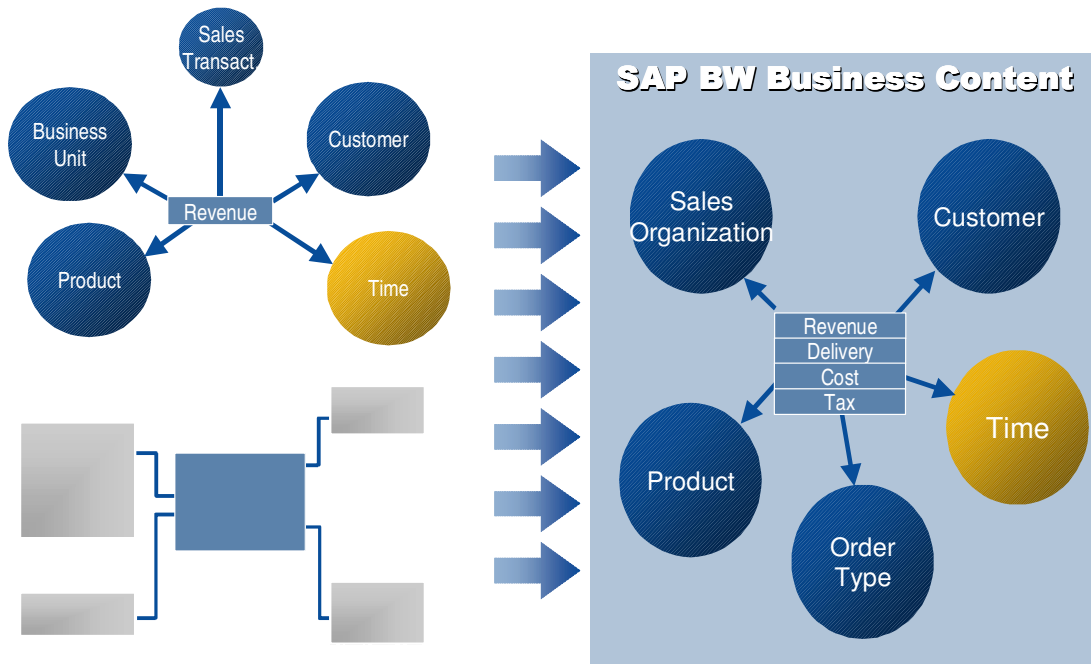 Sales
Transact
Business
Unit
Customer
Revenue
Product
Time
SAP BW Business Content
Sales
Organization
Customer
Revenue
Delivery
Cost
Tax
Time
Product
Order
Type